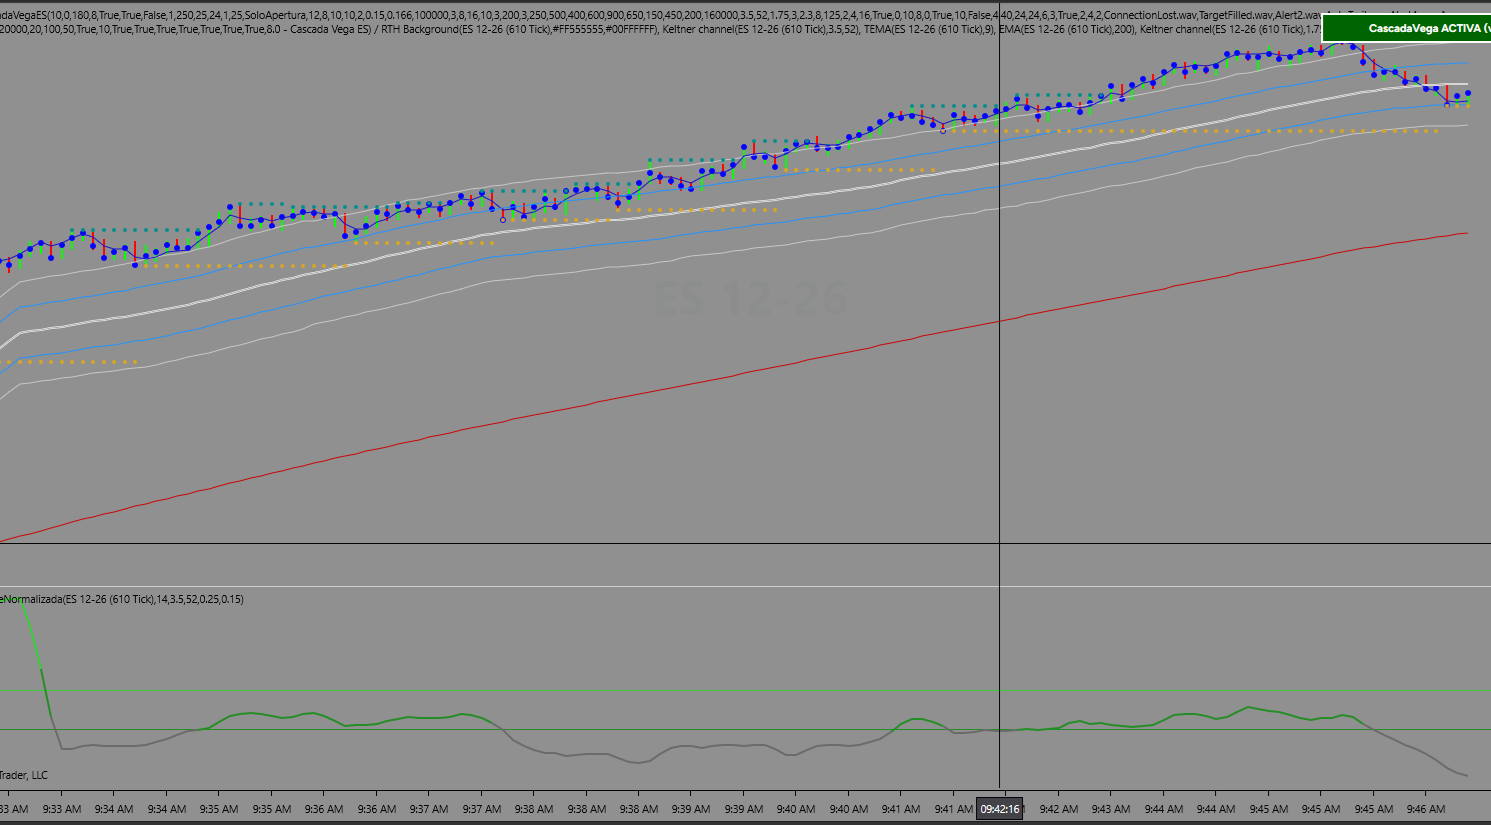 adaVegaES(10,0,180,8,True,True,False,1,250,25,24,1,25,SoloApertura,12,8,10,10,2,0.15,0.166,100000,3,8,16,10,3,200,3,250,500,400,600,900,650,150,450,200,160000,3.5,52,1.75,3,2.3,8,125,2,4,16,True,0,10,8,0,True,10,False,4,40,24,24,6,3,True,2,4,2,ConnectionLost.wav,TargetFilled.wav,Alert2.wav
20000,20,100,50,True,10,True,True,True,True,True,True,True,8.0 - Cascada Vega ES) / RTH Background(ES 12-26 (610 Tick),#FF555555,#00FFFFFF), Keltner channel(ES 12-26 (610 Tick),3.5,52), TEMA(ES 12-26 (610 Tick),9), EMA(ES 12-26 (610 Tick),200), Keltner channel(ES 12-26 (610 Tick),1.7
CascadaVega ACTIVA (v
ES 12-26
eNormalizada(ES 12-26 (610 Tick),14,3.5,52,0.25,0.15)
Trader, LLC
33 AM 9:33 AM 9:34 AM 9:34 AM 9:35 AM 9:35 AM 9:36 AM 9:36 AM 9:37 AM 9:37 AM 9:38 AM 9:38 AM 9:38 AM 9:39 AM 9:39 AM 9:40 AM 9:40 AM 9:41 AM 9:41 AM 09:42:16 9:42 AM 9:43 AM 9:44 AM 9:44 AM 9:45 AM 9:45 AM 9:45 AM 9:46 AM